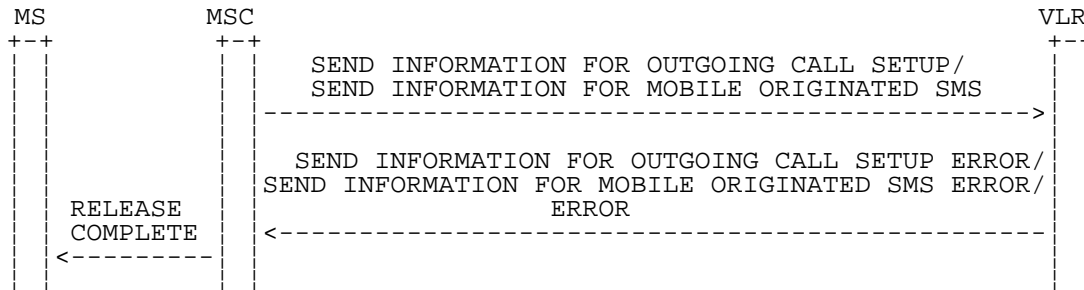 MS MSC VLR
SEND INFORMATION FOR OUTGOING CALL SETUP/
SEND INFORMATION FOR MOBILE ORIGINATED SMS
SEND INFORMATION FOR OUTGOING CALL SETUP ERROR/
SEND INFORMATION FOR MOBILE ORIGINATED SMS ERROR/
RELEASE ERROR
COMPLETE